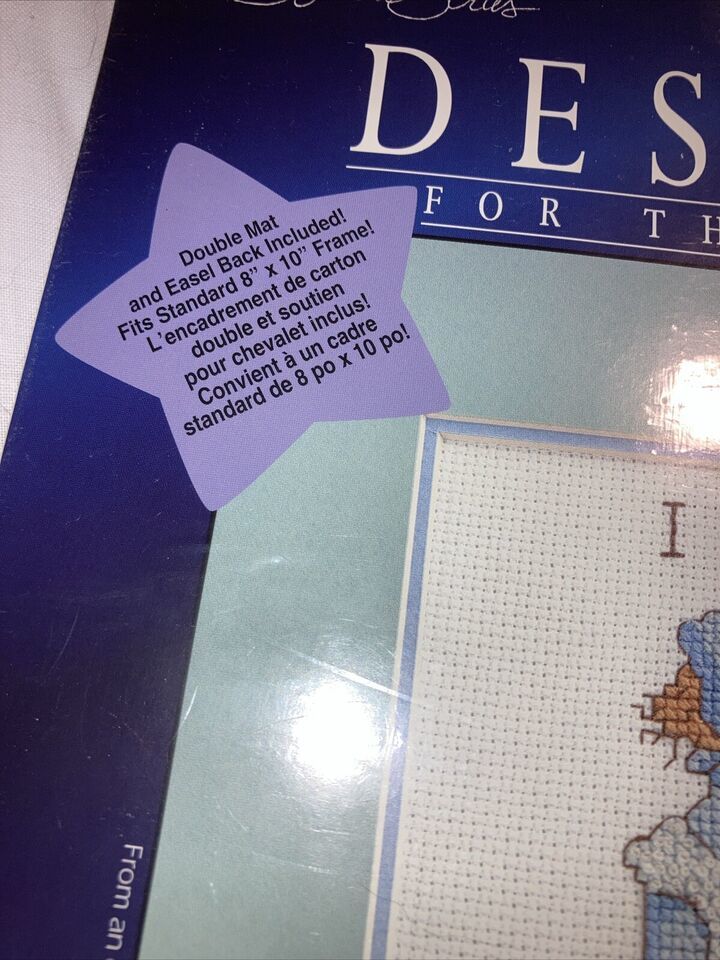 Series
DES
FOR TH
Double Mat
and Easel Back Included!
Fits Standard 8" x 10" Frame!
L'encadrement de carton
double et soutien
pour chevalet inclus!
Convient à un cadre
standard de 8 po x 10 po!
I
From an